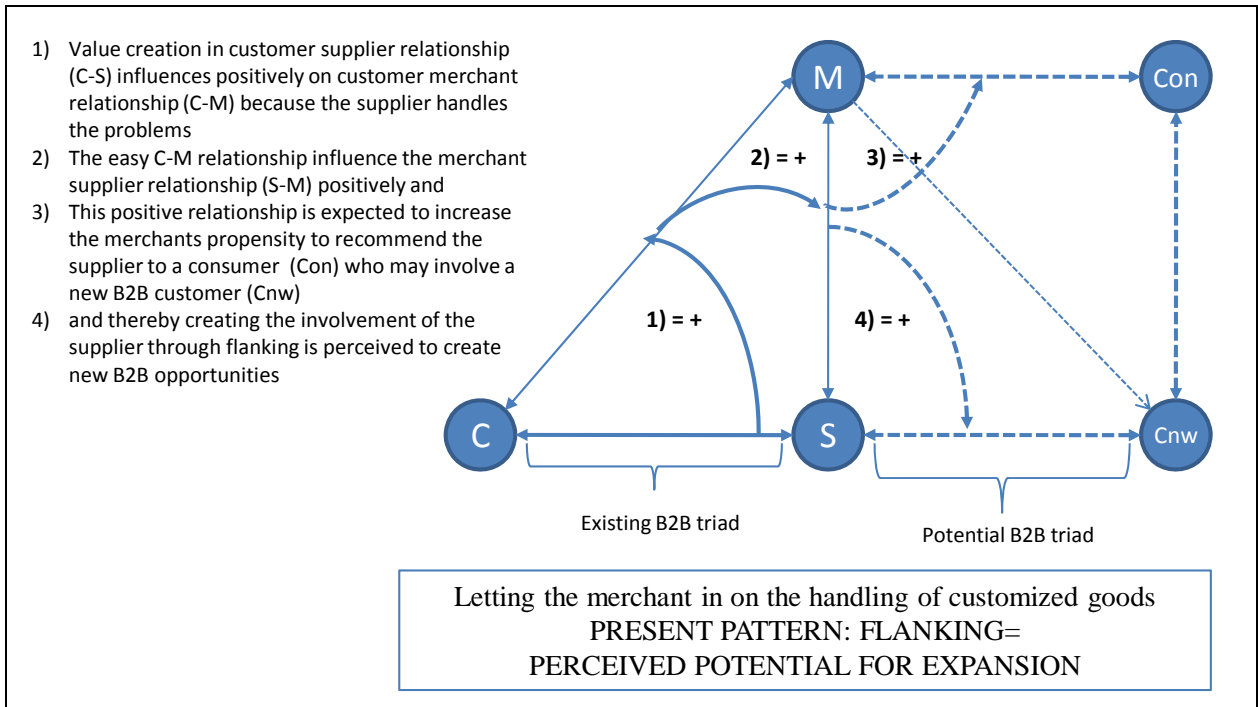 1) Value creation in customer supplier relationship
(C-S) influences positively on customer merchant
relationship (C-M) because the supplier handles
the problems
2) The easy C-M relationship influence the merchant
supplier relationship (S-M) positively and
3) This positive relationship is expected to increase
the merchants propensity to recommend the
supplier to a consumer (Con) who may involve a
new B2B customer (Cnw)
4) and thereby creating the involvement of the
supplier through flanking is perceived to create
new B2B opportunities
M
Con
2) = +
3) = +
1) = +
4) = +
C
S
Cnw
Existing B2B triad
Potential B2B triad
Letting the merchant in on the handling of customized goods
PRESENT PATTERN: FLANKING=
PERCEIVED POTENTIAL FOR EXPANSION